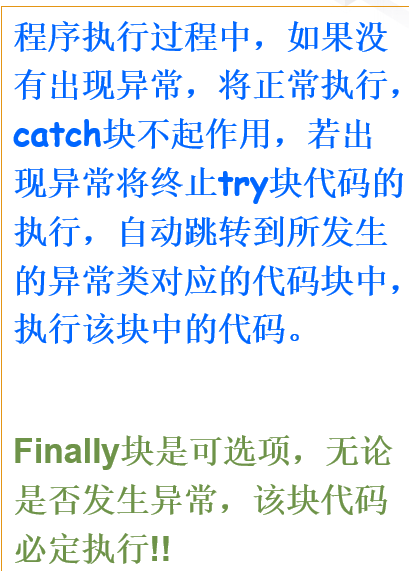 程序执行过程中，如果没
有出现异常，将正常执行，
catch块不起作用，若出
现异常将终止try块代码的
执行，自动跳转到所发生
的异常类对应的代码块中，
执行该块中的代码。
Finally块是可选项，无论
是否发生异常，该块代码
必定执行!!